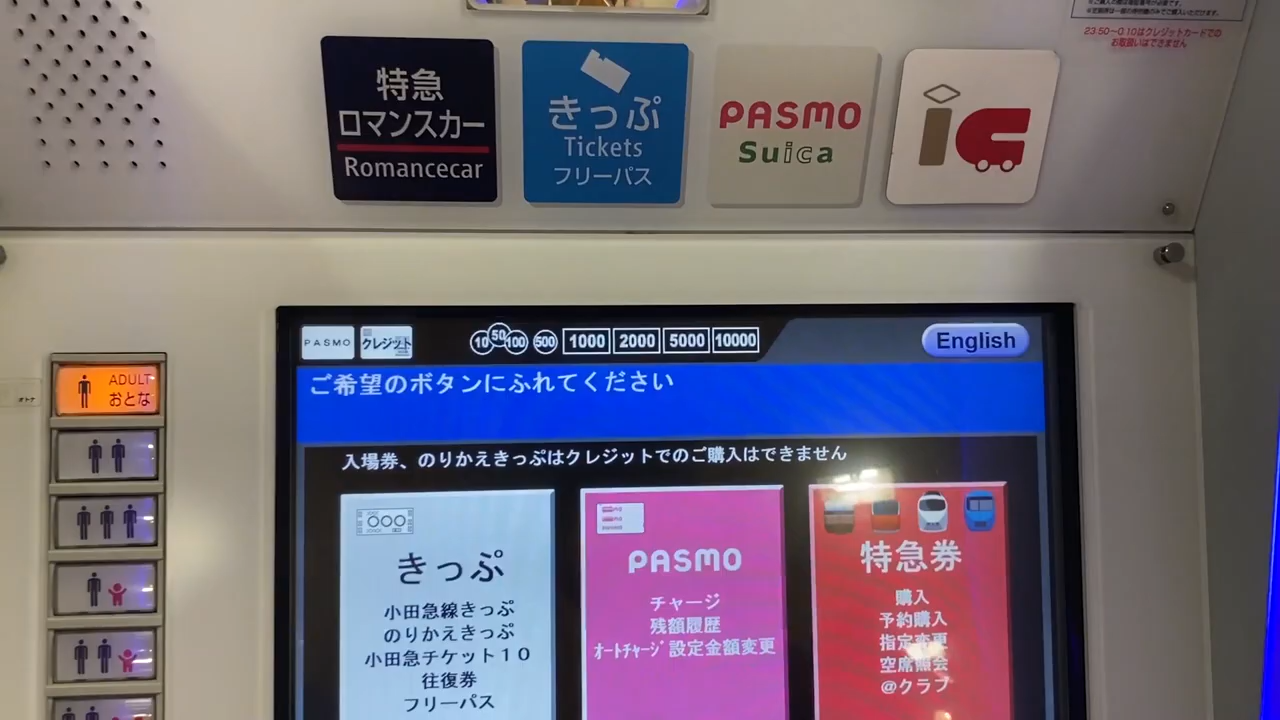 23:50〜0:10はクレジットカードでの
お取扱いはできません
特急
ロマンスカー
Romancecar
きっぷ
Tickets
フリーパス
PASMO
Suica
PASMO
クレジット
10 50 100 500 1000 2000 5000 10000
English
ご希望のボタンにふれてください
入場券、のりかえきっぷはクレジットでのご購入はできません
ADULT
おとな
きっぷ
小田急線きっぷ
のりかえきっぷ
小田急チケット10
往復券
フリーパス
PASMO
チャージ
残額履歴
オートチャージ設定金額変更
特急券
購入
予約購入
指定変更
空席照会
@クラブ